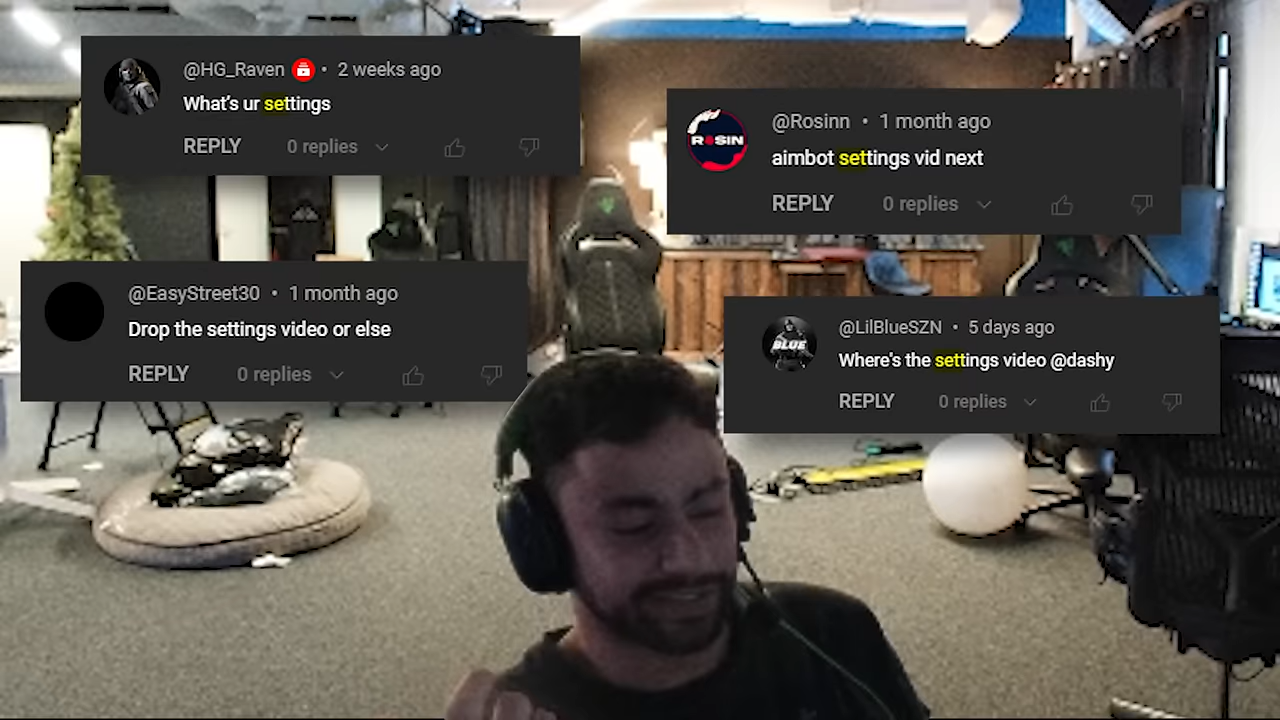 @HG_Raven • 2 weeks ago
What's ur settings
REPLY 0 replies
@Rosinn • 1 month ago
ROSIN
aimbot settings vid next
REPLY 0 replies
@EasyStreet30 • 1 month ago
Drop the settings video or else
REPLY 0 replies
@LilBlueSZN • 5 days ago
BLUE
Where's the settings video @dashy
REPLY 0 replies